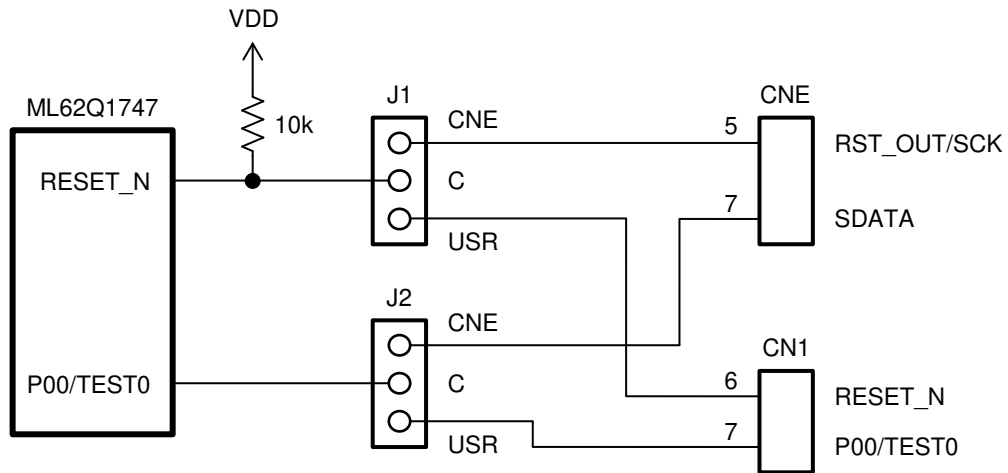 VDD
ML62Q1747
10k
J1
CNE
CNE
5
RST_OUT/SCK
RESET_N
C
7
SDATA
USR
J2
CNE
CN1
P00/TEST0
C
6
RESET_N
7
P00/TEST0
USR